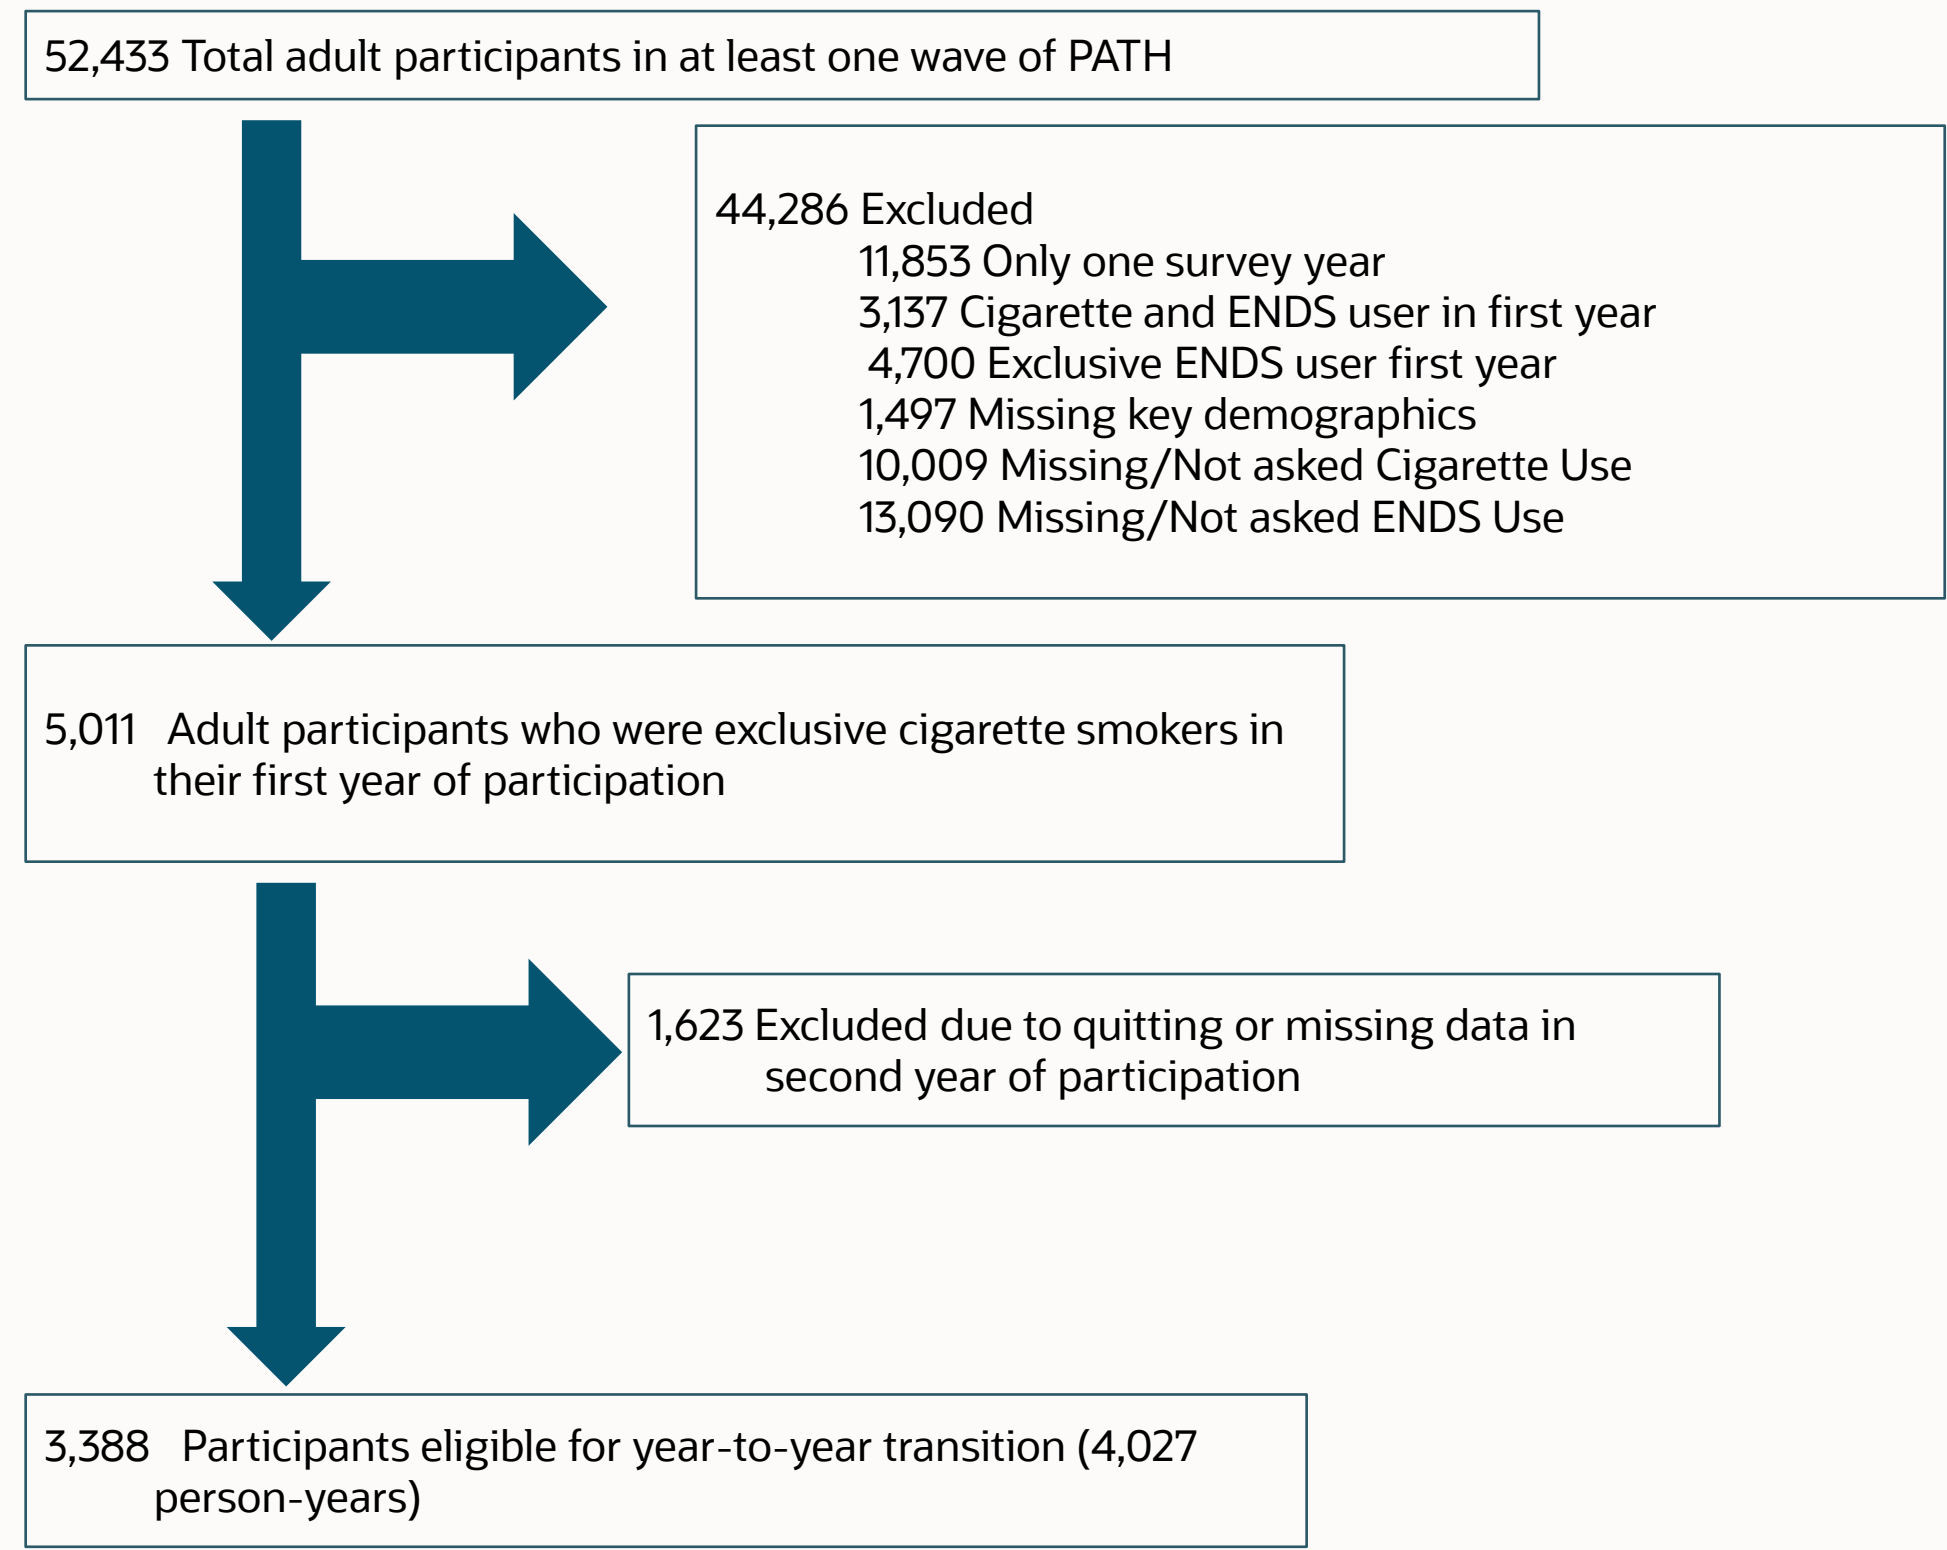 52,433 Total adult participants in at least one wave of PATH
44,286 Excluded
11,853 Only one survey year
3,137 Cigarette and ENDS user in first year
4,700 Exclusive ENDS user first year
1,497 Missing key demographics
10,009 Missing/Not asked Cigarette Use
13,090 Missing/Not asked ENDS Use
5,011 Adult participants who were exclusive cigarette smokers in
their first year of participation
1,623 Excluded due to quitting or missing data in
second year of participation
3,388 Participants eligible for year-to-year transition (4,027
person-years)